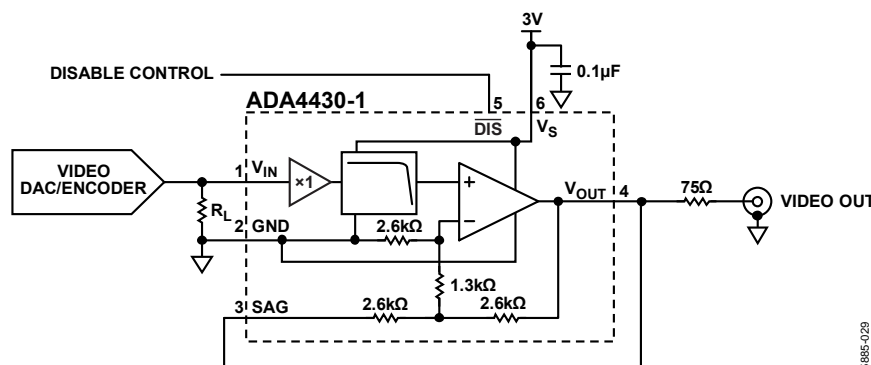 3V
DISABLE CONTROL
0.1µF
ADA4430-1
5
6
DIS
VS
VIDEO
DAC/ENCODER
1
VIN
×1
+
VOUT
4
75Ω
VIDEO OUT
RL
2
GND
2.6kΩ
−
1.3kΩ
3
SAG
2.6kΩ
2.6kΩ